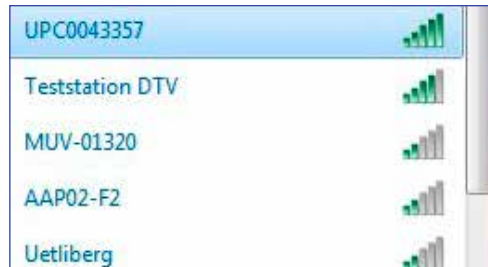 UPC0043357
Teststation DTV
MUV-01320
AAP02-F2
Uetliberg